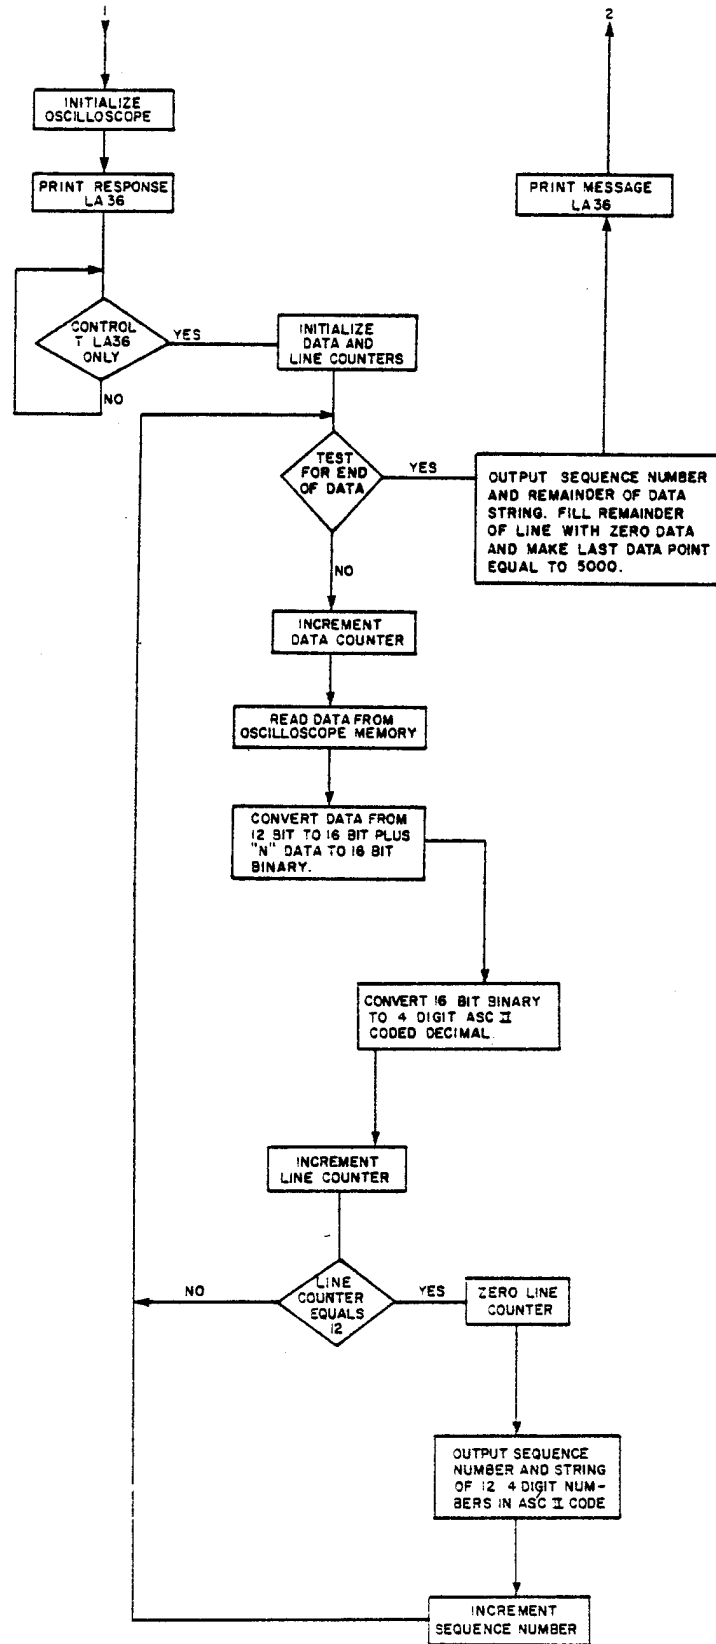 1
2
INITIALIZE
OSCILLOSCOPE
PRINT RESPONSE
LA36
PRINT MESSAGE
LA36
CONTROL
T LA36
ONLY
YES
NO
INITIALIZE
DATA AND
LINE COUNTERS
TEST
FOR END
OF DATA
YES
NO
OUTPUT SEQUENCE NUMBER
AND REMAINDER OF DATA
STRING. FILL REMAINDER
OF LINE WITH ZERO DATA
AND MAKE LAST DATA POINT
EQUAL TO 5000.
INCREMENT
DATA COUNTER
READ DATA FROM
OSCILLOSCOPE MEMORY
CONVERT DATA FROM
12 BIT TO 16 BIT PLUS
"N" DATA TO 16 BIT
BINARY.
CONVERT 16 BIT BINARY
TO 4 DIGIT ASC II
CODED DECIMAL.
INCREMENT
LINE COUNTER
LINE
COUNTER
EQUALS
12
NO
YES
ZERO LINE
COUNTER
OUTPUT SEQUENCE
NUMBER AND STRING
OF 12 4 DIGIT NUM-
BERS IN ASC II CODE
INCREMENT
SEQUENCE NUMBER